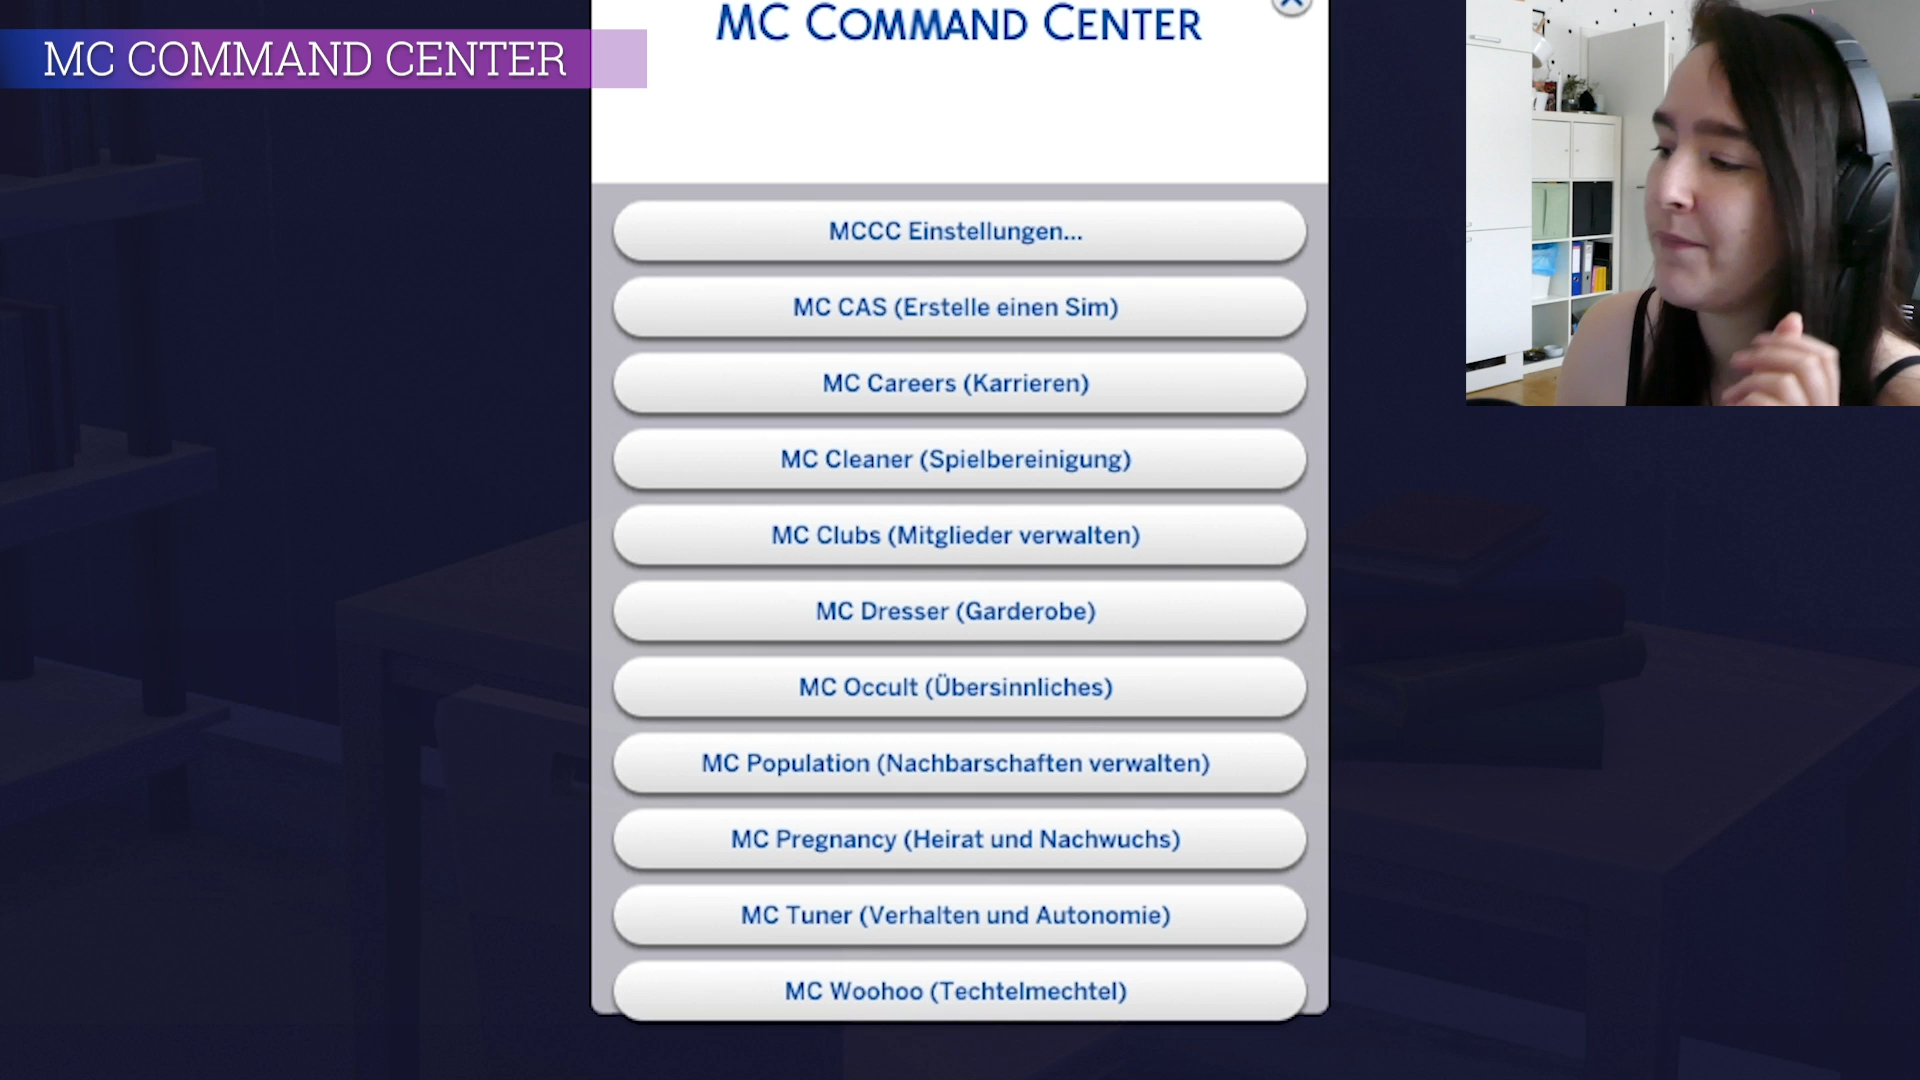 MC COMMAND CENTER
MC COMMAND CENTER
MCCC Einstellungen...
MC CAS (Erstelle einen Sim)
MC Careers (Karrieren)
MC Cleaner (Spielbereinigung)
MC Clubs (Mitglieder verwalten)
MC Dresser (Garderobe)
MC Occult (Übersinnliches)
MC Population (Nachbarschaften verwalten)
MC Pregnancy (Heirat und Nachwuchs)
MC Tuner (Verhalten und Autonomie)
MC Woohoo (Techtelmechtel)